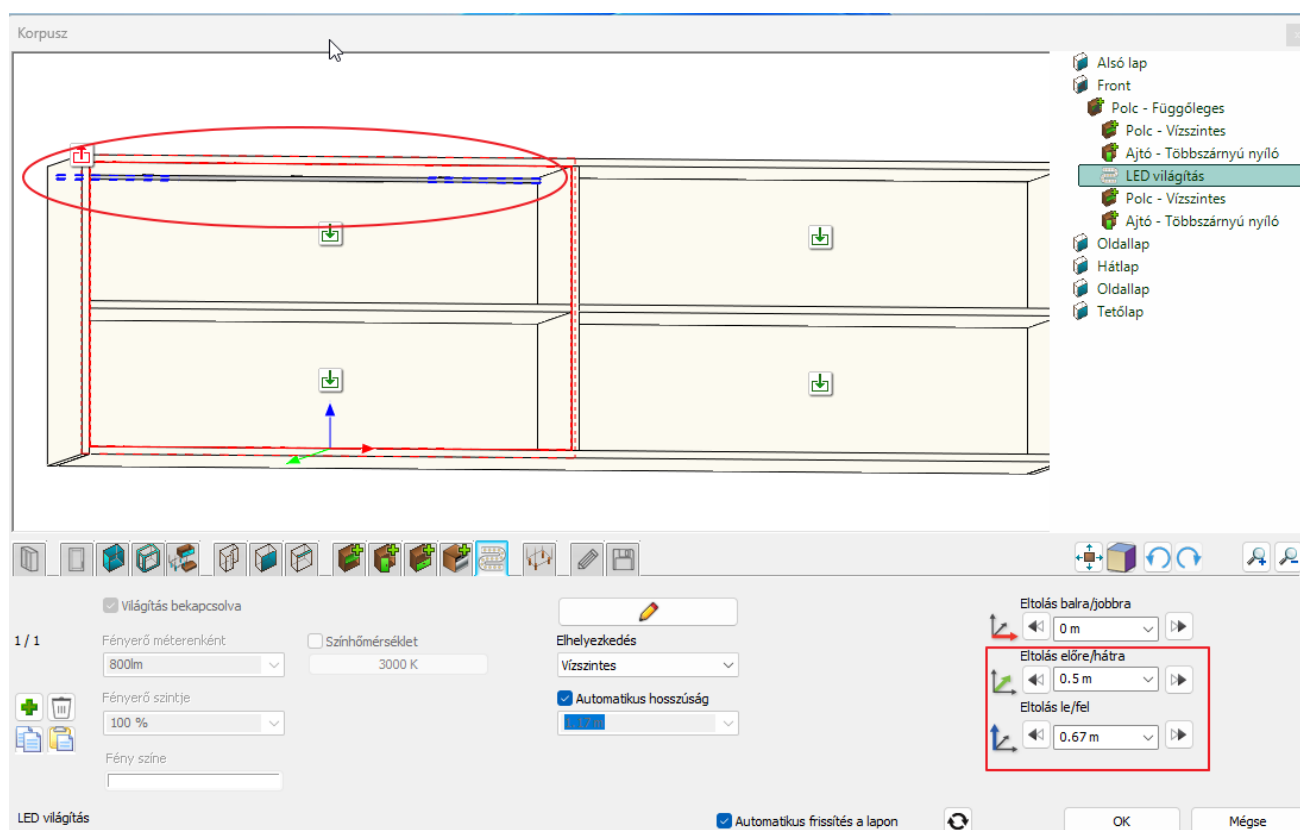 Korpusz
Alsó lap
Front
Polc - Függőleges
Polc - Vízszintes
Ajtó - Többszárnyú nyíló
LED világítás
Polc - Vízszintes
Ajtó - Többszárnyú nyíló
Oldallap
Hátlap
Oldallap
Tetőlap
Világítás bekapcsolva
1 / 1
Fényerő méterenként
800lm
Színhőmérséklet
3000 K
Fényerő szintje
100 %
Fény színe
Elhelyezkedés
Vízszintes
Automatikus hosszúság
1.17 m
Eltolás balra/jobbra
0 m
Eltolás előre/hátra
0.5 m
Eltolás le/fel
0.67 m
LED világítás
Automatikus frissítés a lapon
OK
Mégse